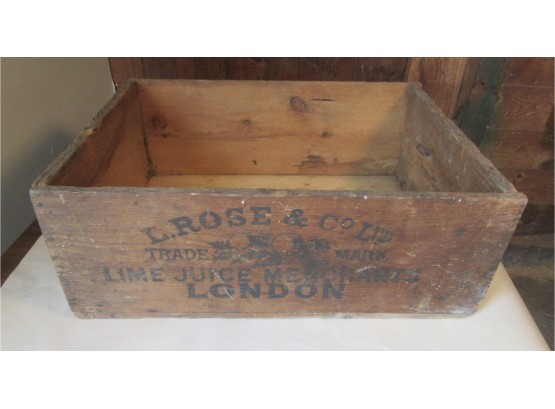 L. ROSE & CO. LTD
TRADE MARK
LIME JUICE MERCHANTS
LONDON